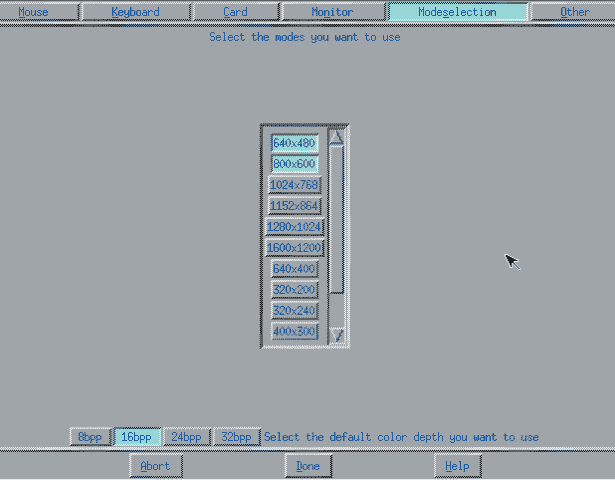 Mouse Keyboard Card Monitor Modeselection Other
Select the modes you want to use
640x480
800x600
1024x768
1152x864
1280x1024
1600x1200
640x400
320x200
320x240
400x300
8bpp 16bpp 24bpp 32bpp Select the default color depth you want to use
Abort Done Help